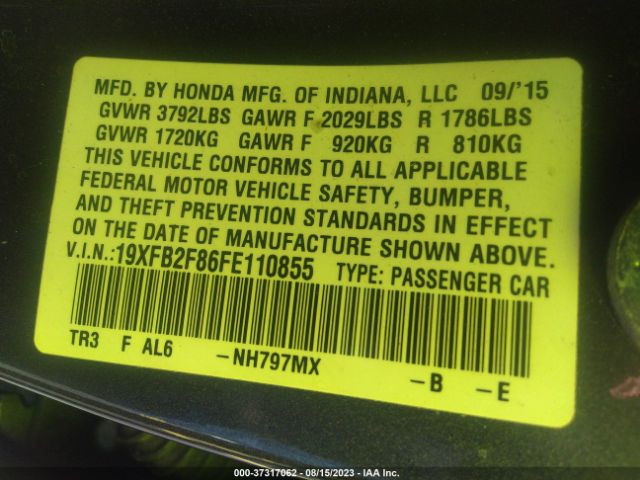 MFD. BY HONDA MFG. OF INDIANA, LLC 09/'15
GVWR 3792LBS GAWR F 2029LBS R 1786LBS
GVWR 1720KG GAWR F 920KG R 810KG
THIS VEHICLE CONFORMS TO ALL APPLICABLE
FEDERAL MOTOR VEHICLE SAFETY, BUMPER,
AND THEFT PREVENTION STANDARDS IN EFFECT
ON THE DATE OF MANUFACTURE SHOWN ABOVE.
V.I.N.:19XFB2F86FE110855 TYPE: PASSENGER CAR
TR3 F AL6 -NH797MX -B -E
000-37317062 - 08/15/2023 - IAA Inc.